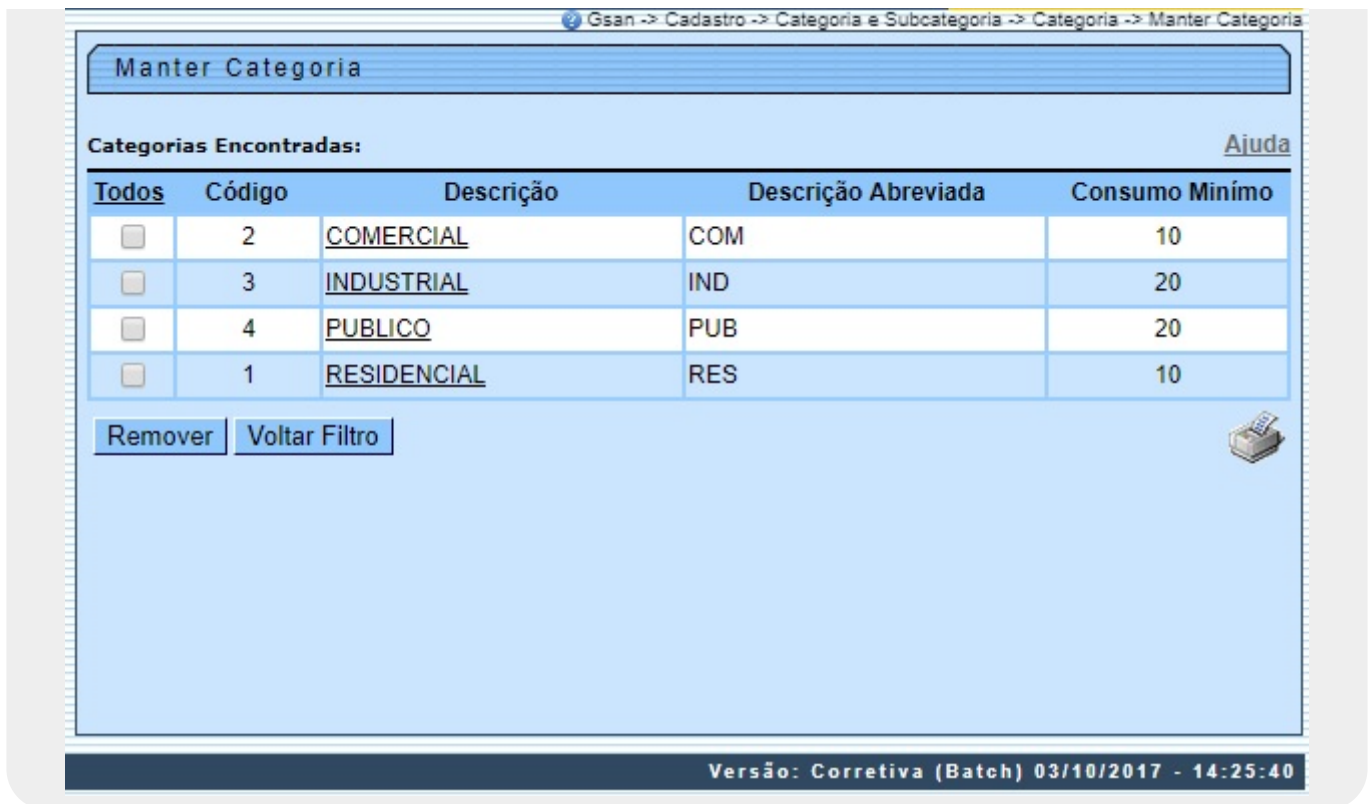 Gsan -> Cadastro -> Categoria e Subcategoria -> Categoria -> Manter Categoria
Manter Categoria
Categorias Encontradas: Ajuda
Todos Código Descrição Descrição Abreviada Consumo Minímo
2 COMERCIAL COM 10
3 INDUSTRIAL IND 20
4 PUBLICO PUB 20
1 RESIDENCIAL RES 10
Remover Voltar Filtro
Versão: Corretiva (Batch) 03/10/2017 - 14:25:40